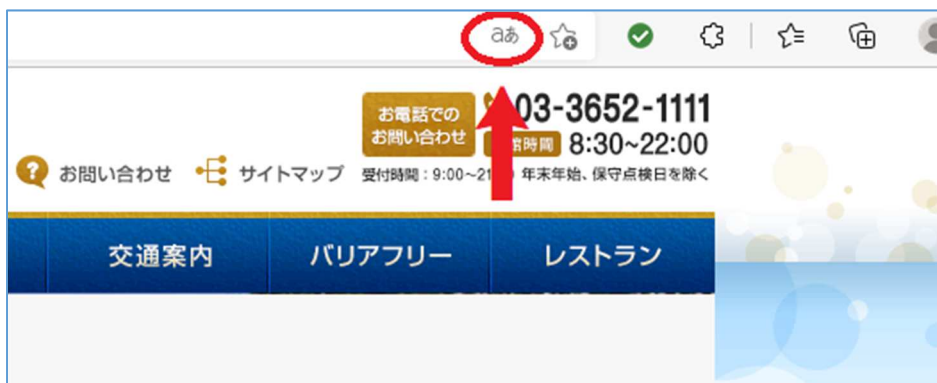 aあ
お電話での
お問い合わせ
03-3652-1111
時間 8:30~22:00
お問い合わせ サイトマップ 受付時間：9:00~2 年末年始、保守点検日を除く
交通案内 バリアフリー レストラン